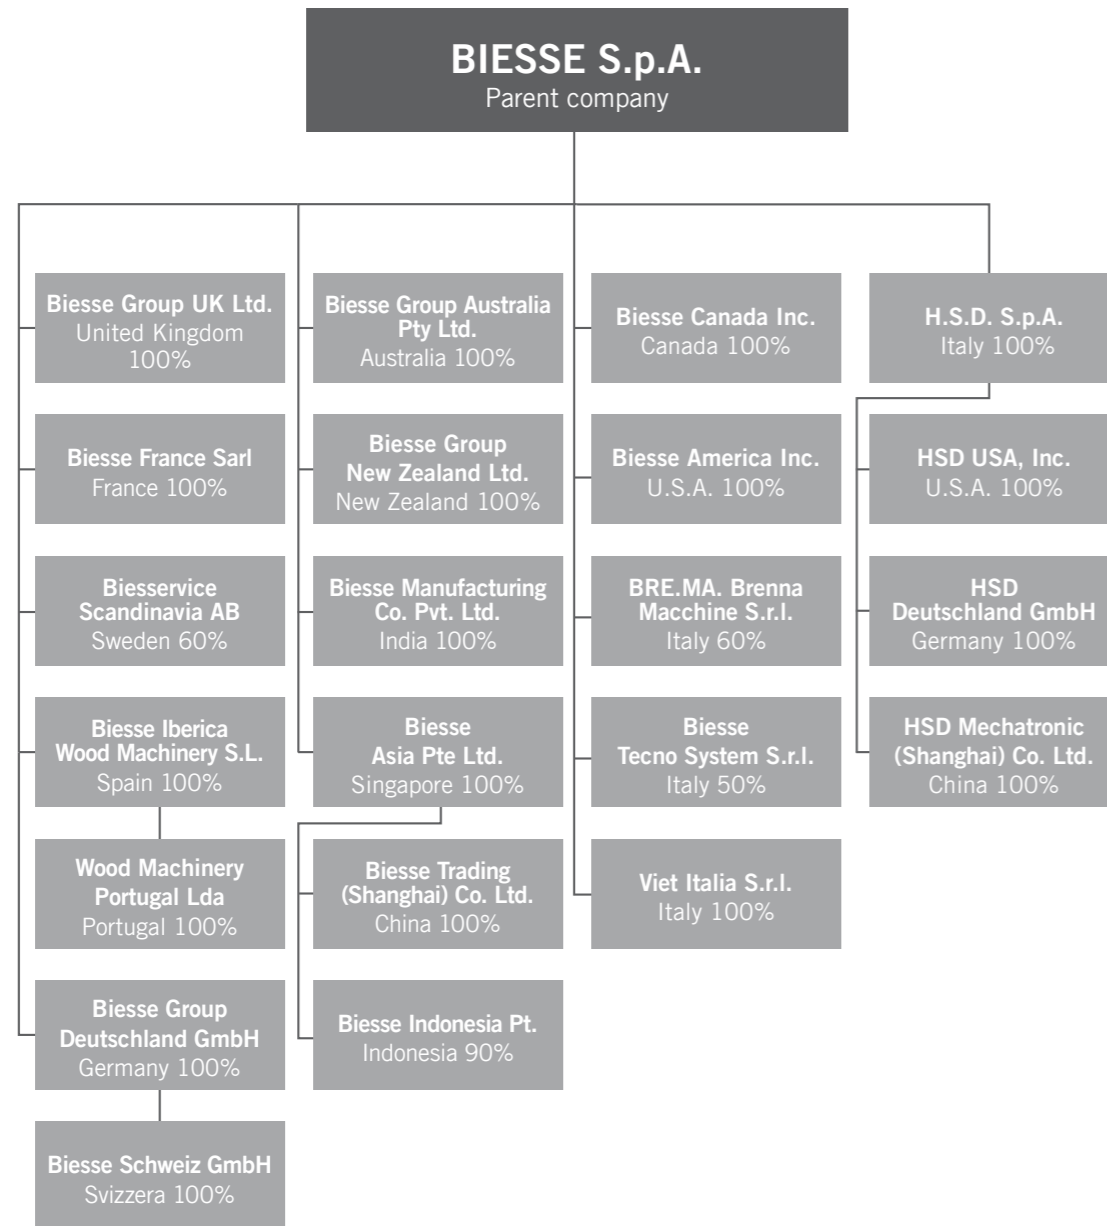 BIESSE S.p.A.
Parent company
Biesse Group UK Ltd.
United Kingdom
100%
Biesse France Sarl
France 100%
Biesservice
Scandinavia AB
Sweden 60%
Biesse Iberica
Wood Machinery S.L.
Spain 100%
Wood Machinery
Portugal Lda
Portugal 100%
Biesse Group
Deutschland GmbH
Germany 100%
Biesse Schweiz GmbH
Svizzera 100%
Biesse Group Australia
Pty Ltd.
Australia 100%
Biesse Group
New Zealand Ltd.
New Zealand 100%
Biesse Manufacturing
Co. Pvt. Ltd.
India 100%
Biesse
Asia Pte Ltd.
Singapore 100%
Biesse Trading
(Shanghai) Co. Ltd.
China 100%
Biesse Indonesia Pt.
Indonesia 90%
Biesse Canada Inc.
Canada 100%
Biesse America Inc.
U.S.A. 100%
BRE.MA. Brenna
Macchine S.r.l.
Italy 60%
Biesse
Tecno System S.r.l.
Italy 50%
Viet Italia S.r.l.
Italy 100%
H.S.D. S.p.A.
Italy 100%
HSD USA, Inc.
U.S.A. 100%
HSD
Deutschland GmbH
Germany 100%
HSD Mechatronic
(Shanghai) Co. Ltd.
China 100%